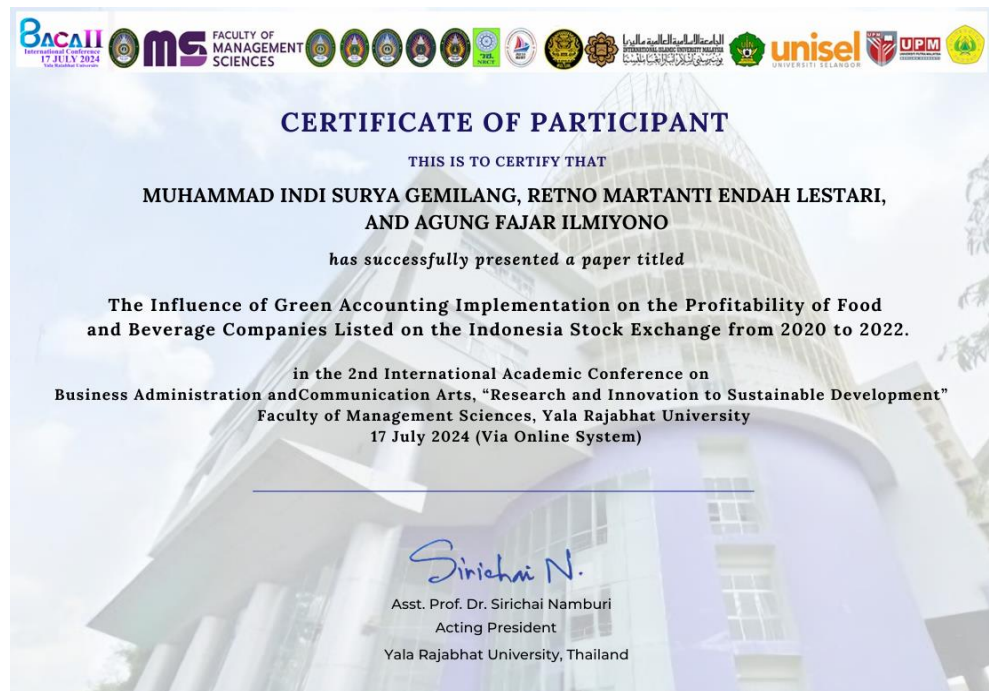 BACA II
International Conference
17 JULY 2024
Yala Rajabhat University
MS
FACULTY OF
MANAGEMENT
SCIENCES
unisel
UNIVERSITI SELANGOR
UPM
CERTIFICATE OF PARTICIPANT
THIS IS TO CERTIFY THAT
MUHAMMAD INDI SURYA GEMILANG, RETNO MARTANTI ENDAH LESTARI,
AND AGUNG FAJAR ILMIYONO
has successfully presented a paper titled
The Influence of Green Accounting Implementation on the Profitability of Food
and Beverage Companies Listed on the Indonesia Stock Exchange from 2020 to 2022.
in the 2nd International Academic Conference on
Business Administration andCommunication Arts, “Research and Innovation to Sustainable Development”
Faculty of Management Sciences, Yala Rajabhat University
17 July 2024 (Via Online System)
Sirichai N.
Asst. Prof. Dr. Sirichai Namburi
Acting President
Yala Rajabhat University, Thailand